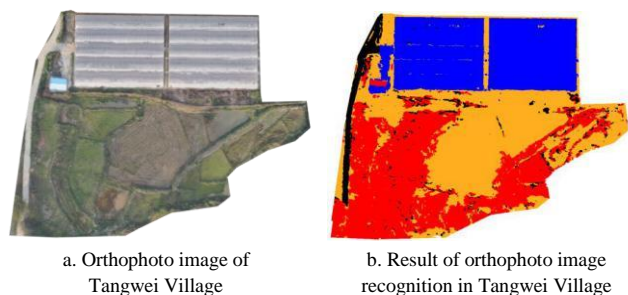 a. Orthophoto image of
Tangwei Village
b. Result of orthophoto image
recognition in Tangwei Village